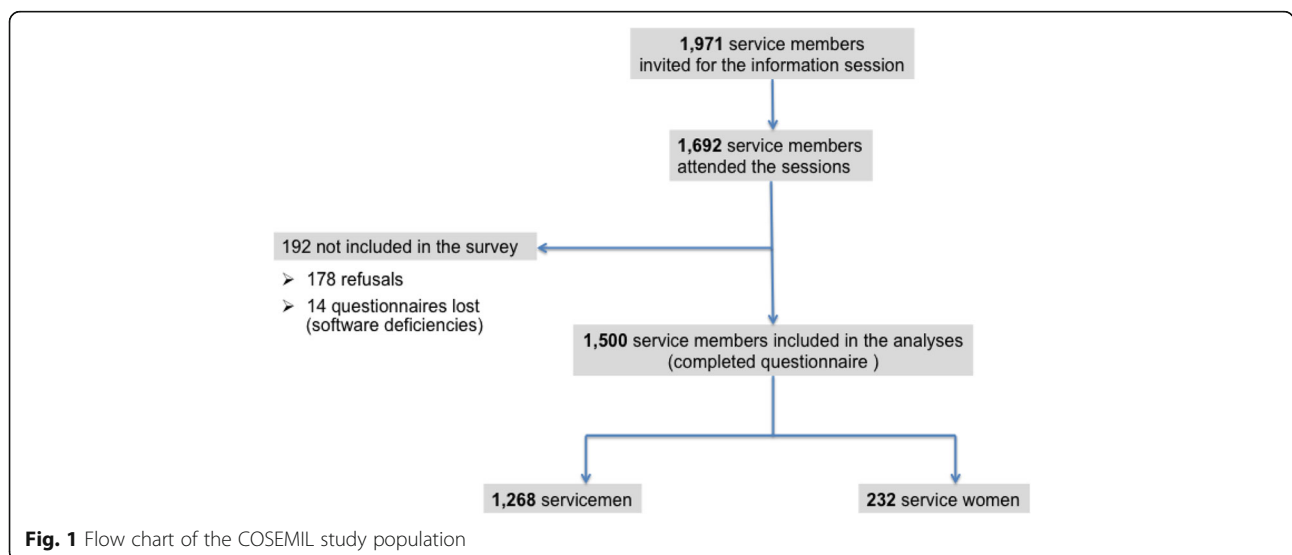 1,971 service members
invited for the information session
1,692 service members
attended the sessions
192 not included in the survey
➢ 178 refusals
➢ 14 questionnaires lost
(software deficiencies)
1,500 service members included in the analyses
(completed questionnaire )
1,268 servicemen
232 service women
Fig. 1 Flow chart of the COSEMIL study population